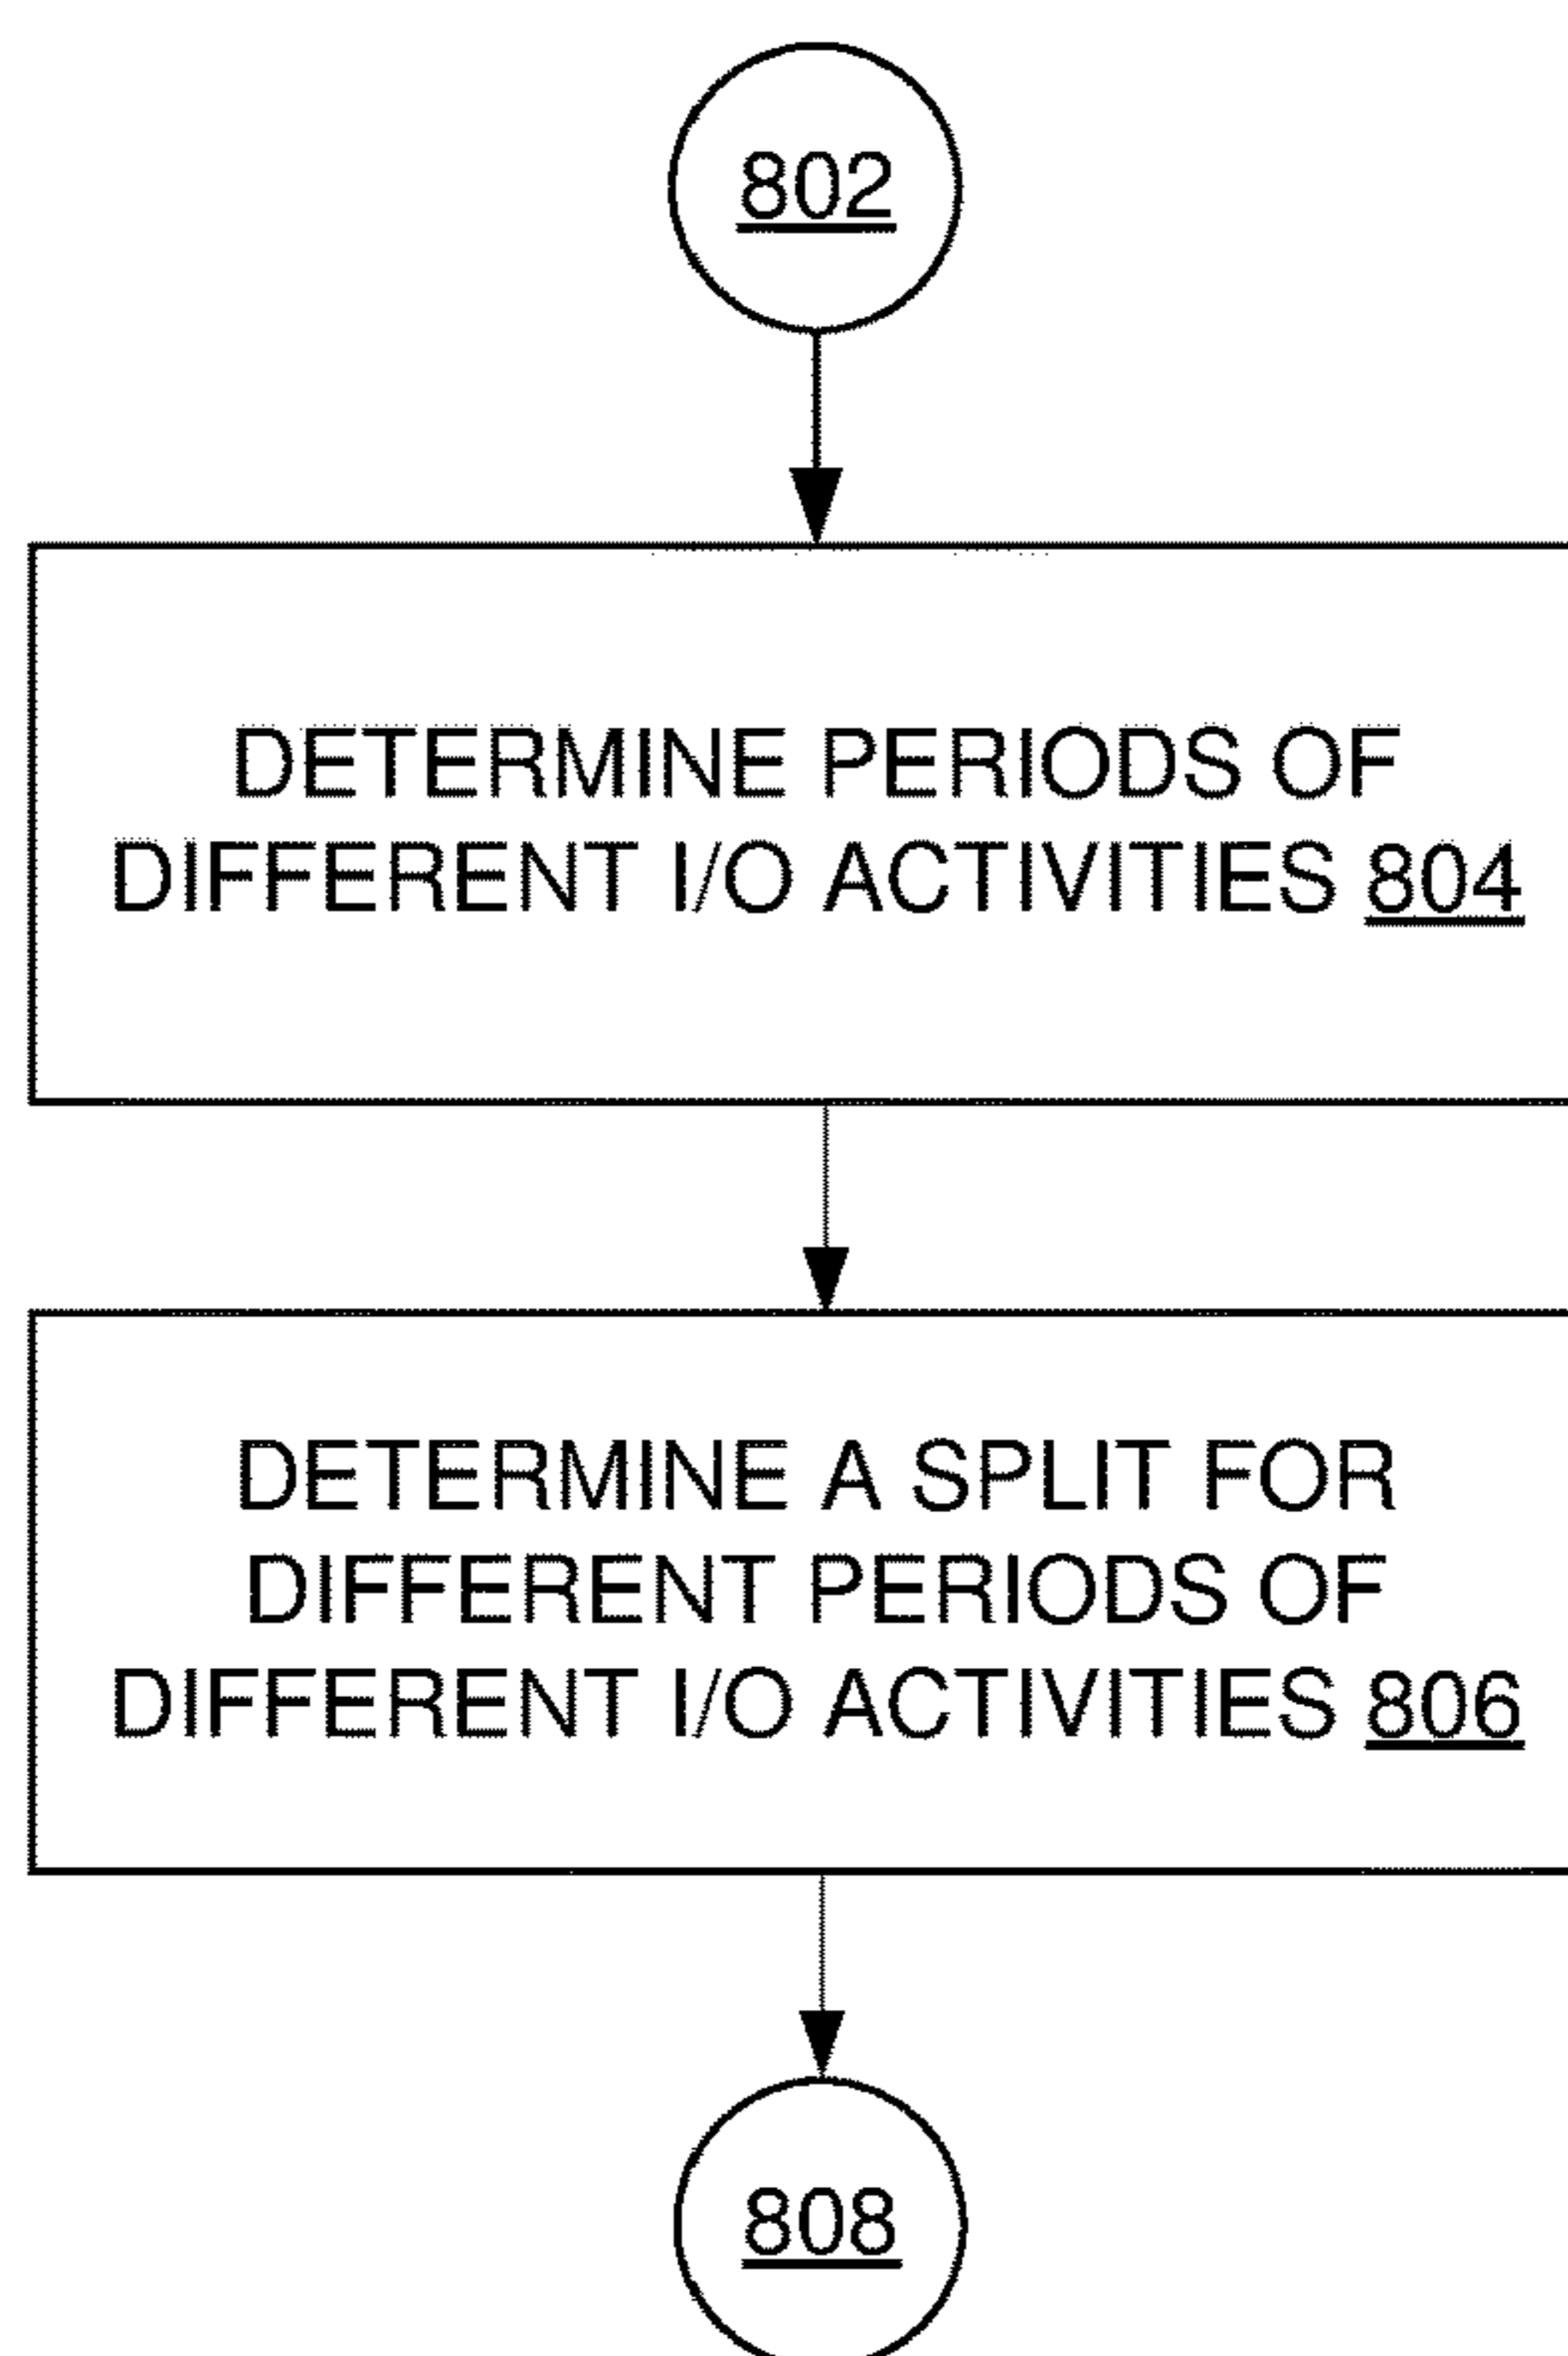 802
DETERMINE PERIODS OF
DIFFERENT I/O ACTIVITIES 804
DETERMINE A SPLIT FOR
DIFFERENT PERIODS OF
DIFFERENT I/O ACTIVITIES 806
808